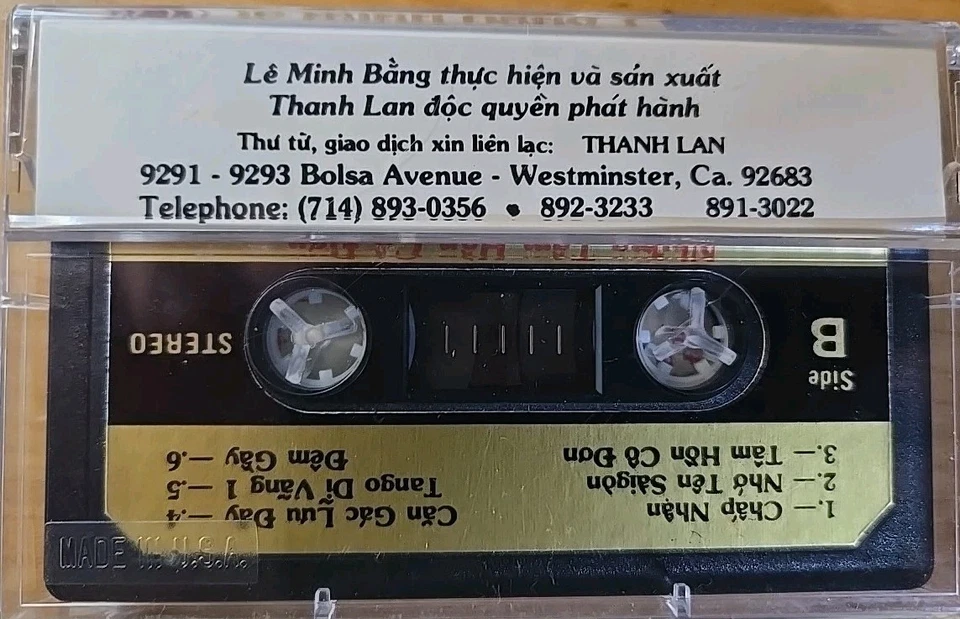 Lê Minh Bằng thực hiện và sản xuất
Thanh Lan độc quyền phát hành
Thư từ, giao dịch xin liên lạc: THANH LAN
9291 - 9293 Bolsa Avenue - Westminster, Ca. 92683
Telephone: (714) 893-0356 • 892-3233 891-3022
MADE IN U.S.A.
1.— Chấp Nhận
2.— Nhớ Tên Sàigòn
3.— Tâm Hồn Cô Đơn
Căn Gác Lưu Đay —.4
Tango Dĩ Vãng 1 —.5
Đêm Gầy —.6
Side
B
STEREO